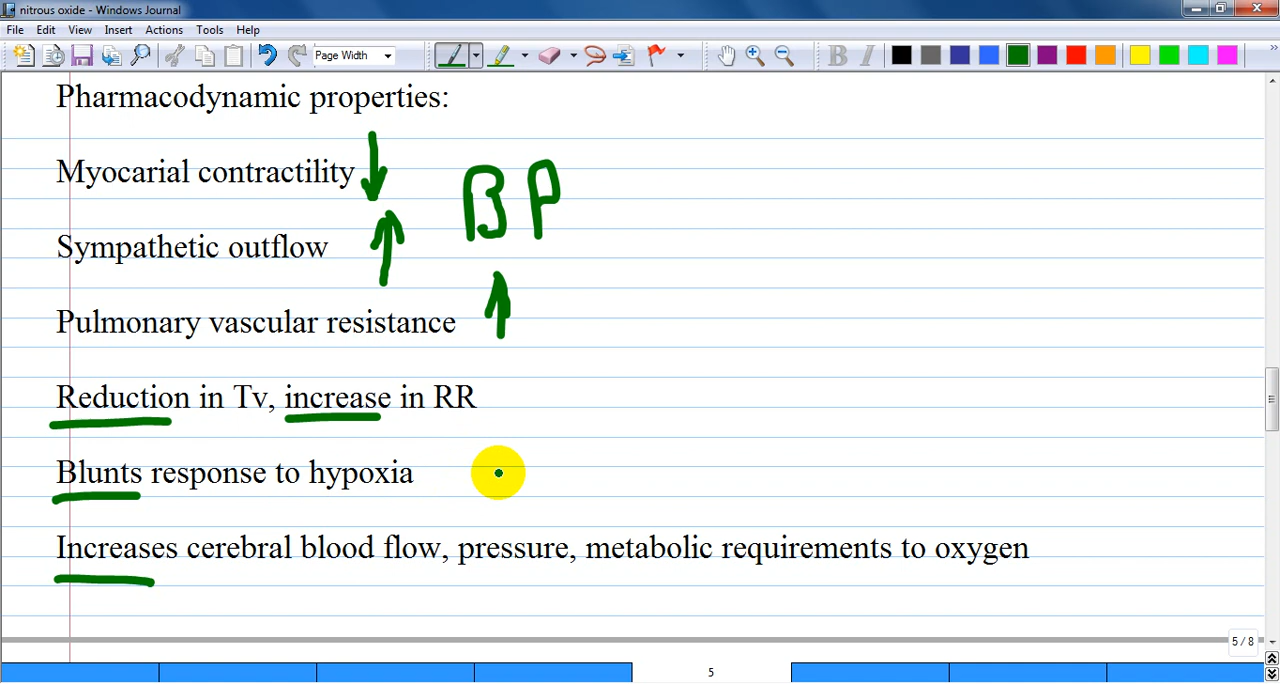 nitrous oxide - Windows Journal
File Edit View Insert Actions Tools Help
Page Width B I »
Pharmacodynamic properties:
Myocarial contractility
BP
Sympathetic outflow
Pulmonary vascular resistance
Reduction in Tv, increase in RR
Blunts response to hypoxia
Increases cerebral blood flow, pressure, metabolic requirements to oxygen
5 / 8
5